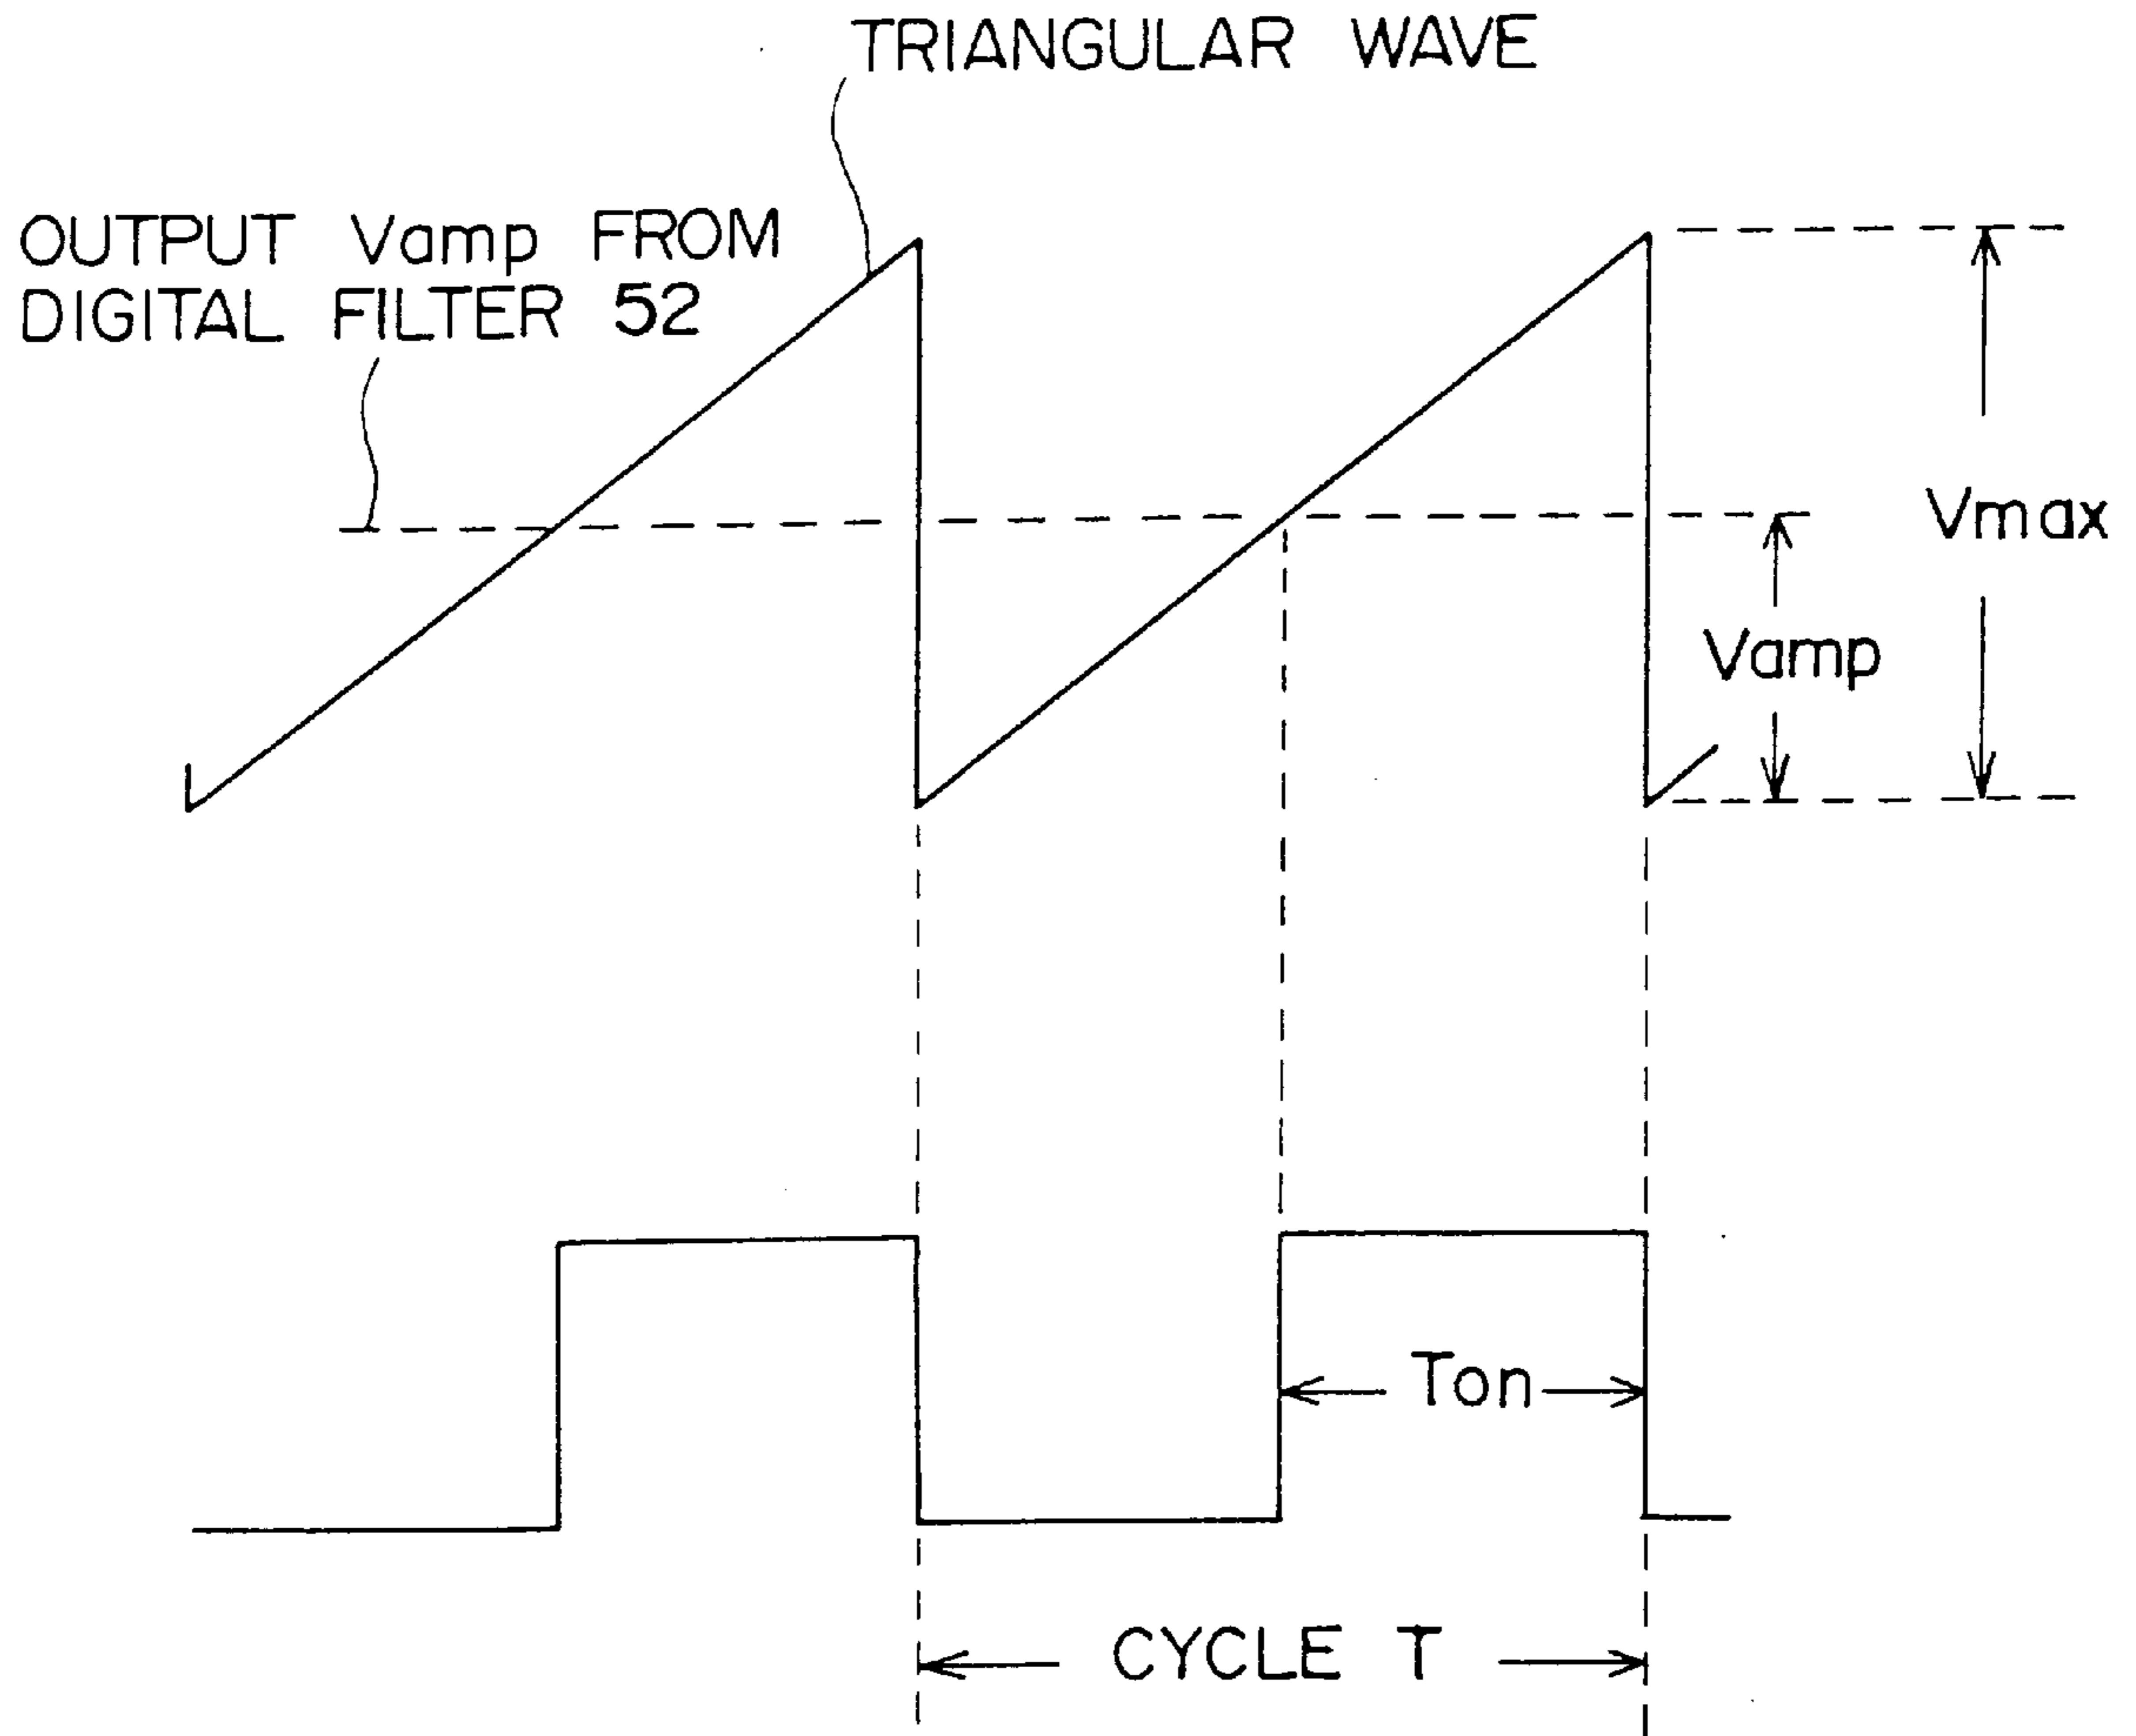 TRIANGULAR WAVE
OUTPUT Vamp FROM
DIGITAL FILTER 52
Vmax
Vamp
Ton
CYCLE T